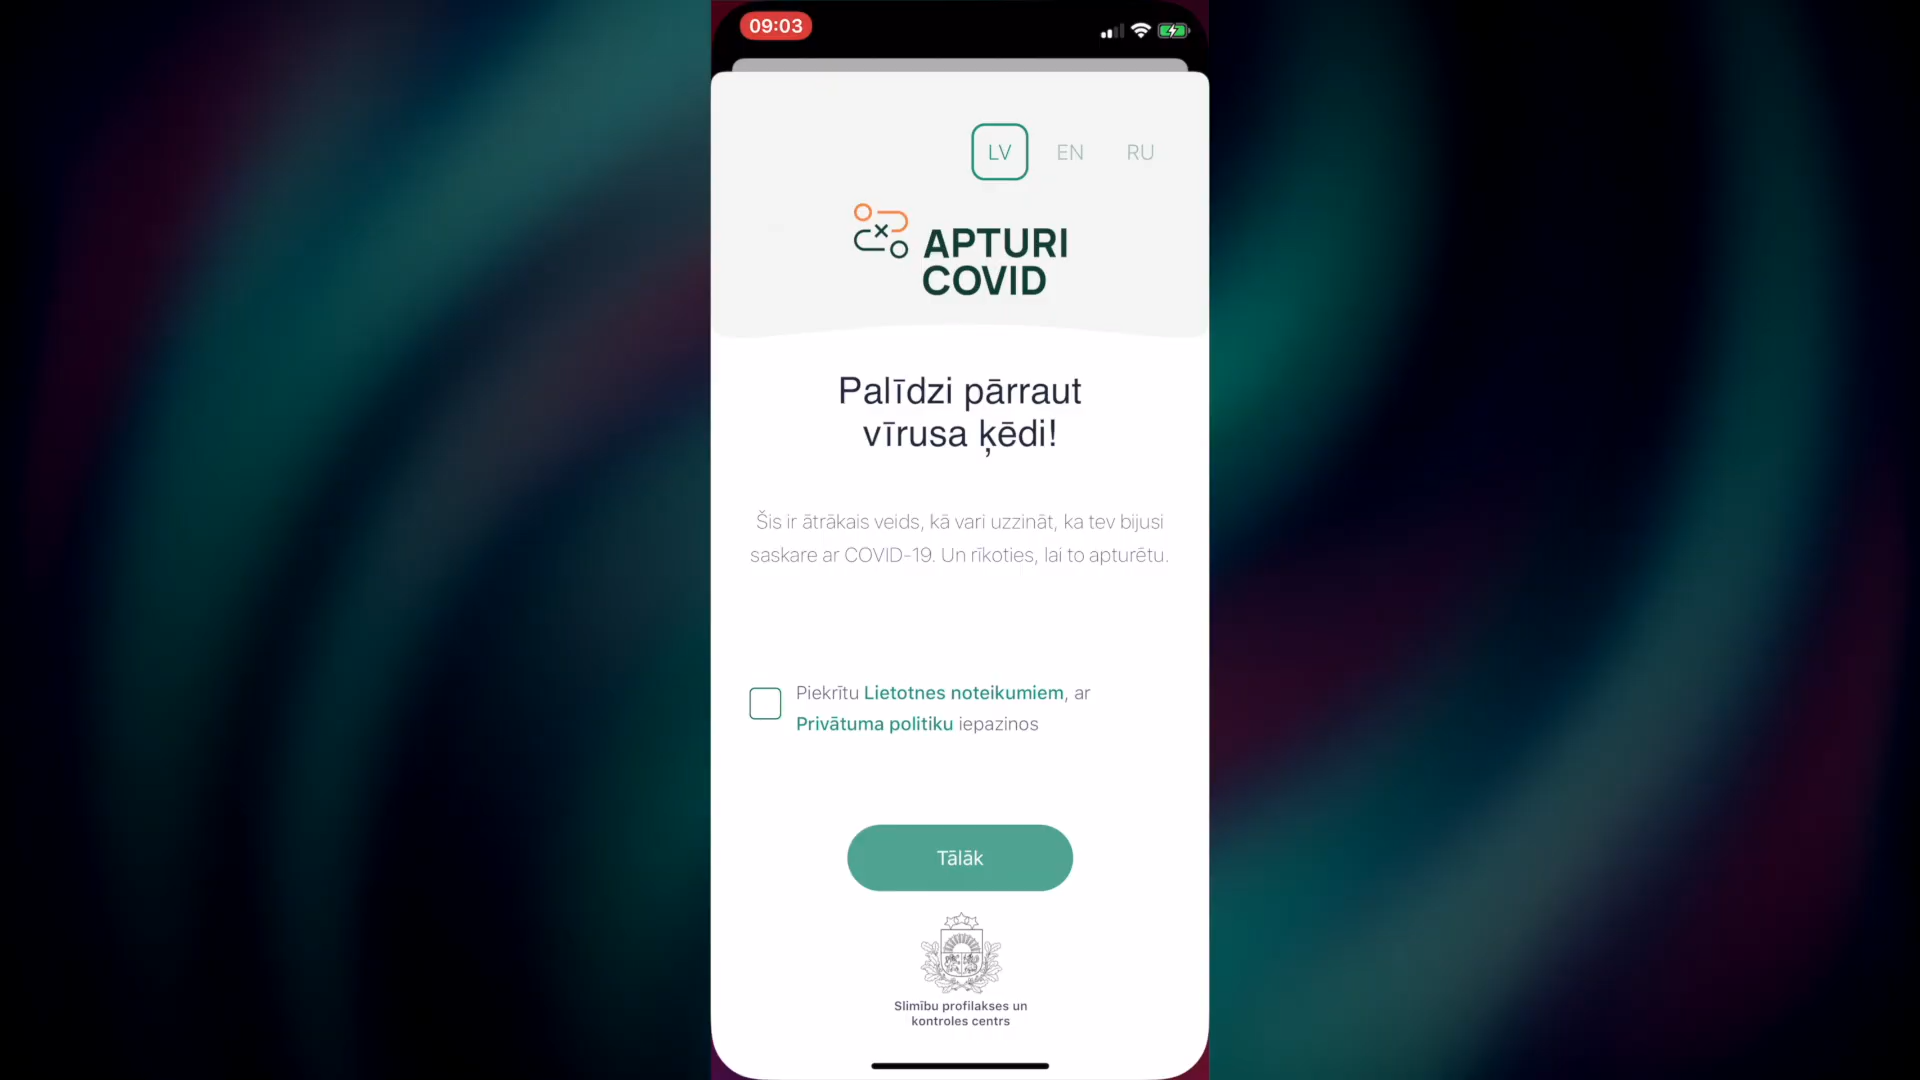 09:03
LV EN RU
APTURI
COVID
Palīdzi pārraut
vīrusa ķēdi!
Šis ir ātrākais veids, kā vari uzzināt, ka tev bijusi
saskare ar COVID-19. Un rīkoties, lai to apturētu.
Piekrītu Lietotnes noteikumiem, ar
Privātuma politiku iepazinos
Tālāk
Slimību profilakses un
kontroles centrs